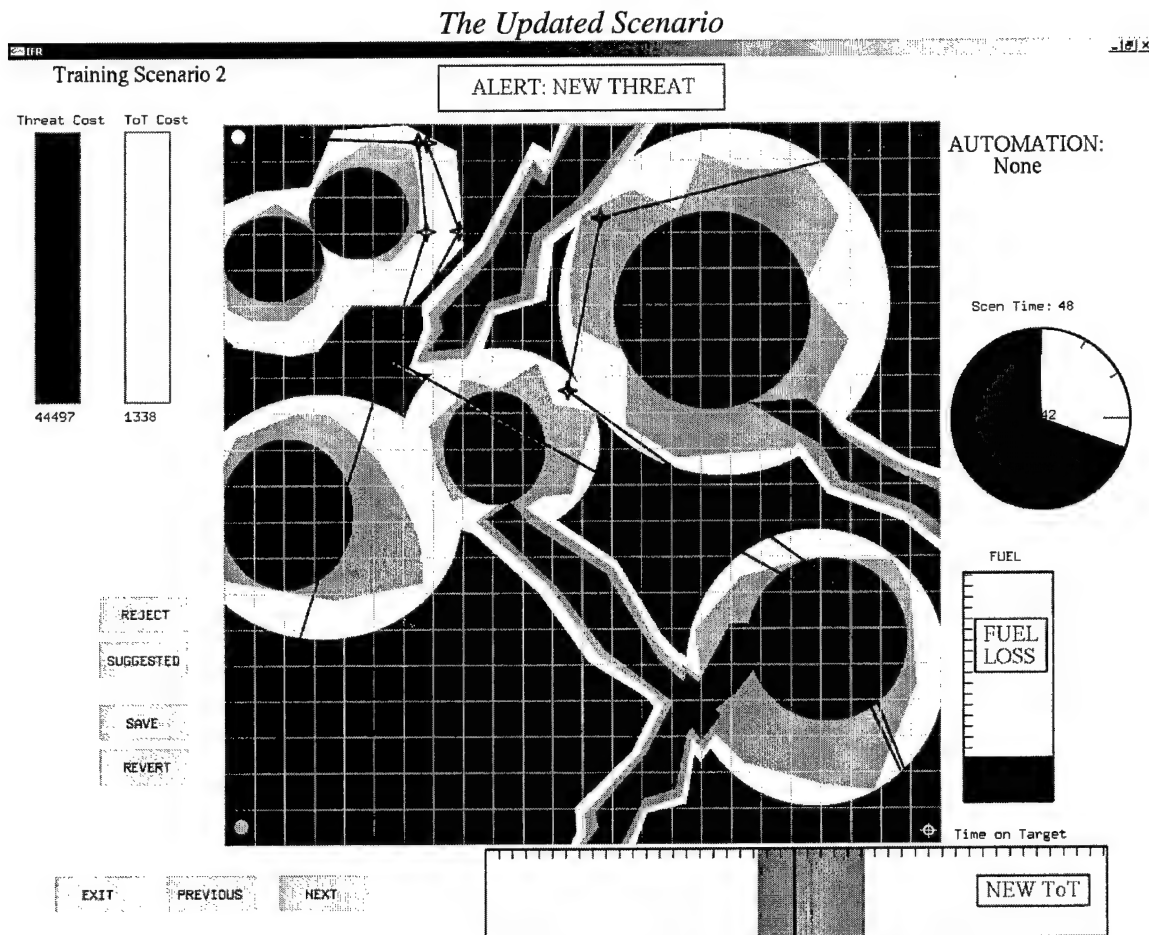 The Updated Scenario
IFR
Training Scenario 2
ALERT: NEW THREAT
Threat Cost
ToT Cost
AUTOMATION:
None
44497
1338
Scen Time: 48
42
FUEL
FUEL
LOSS
REJECT
SUGGESTED
SAVE
REVERT
Time on Target
EXIT
PREVIOUS
NEXT
NEW ToT